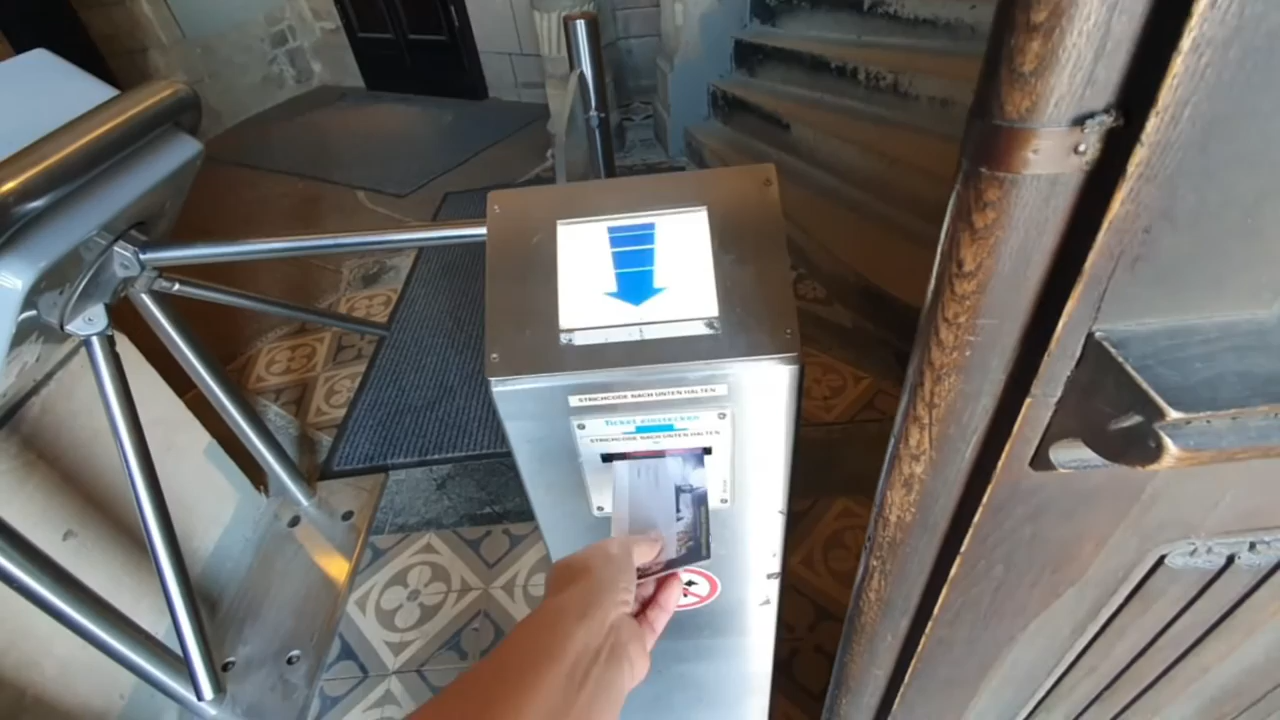 STRICHCODE NACH UNTEN HALTEN
Ticket einstecken
STRICHCODE NACH UNTEN HALTEN